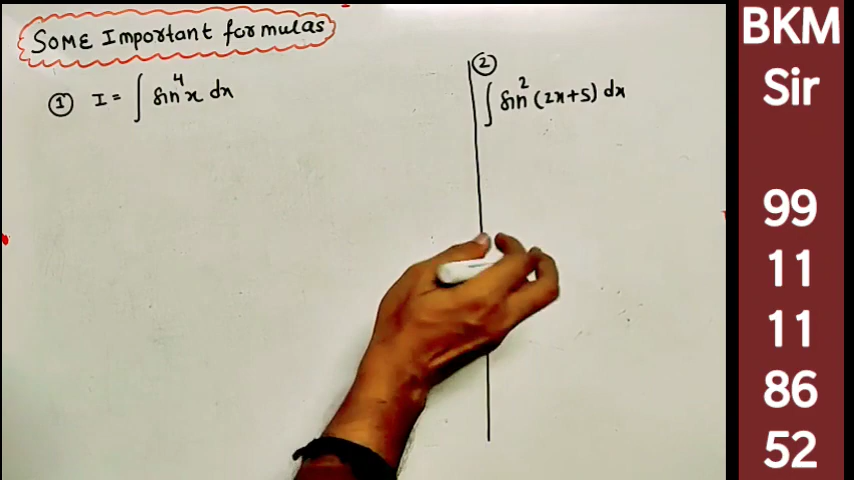 SOME Important formulas
① I = ∫ sin⁴x dx
②
∫ sin²(2x+5) dx
BKM
Sir
99
11
11
86
52